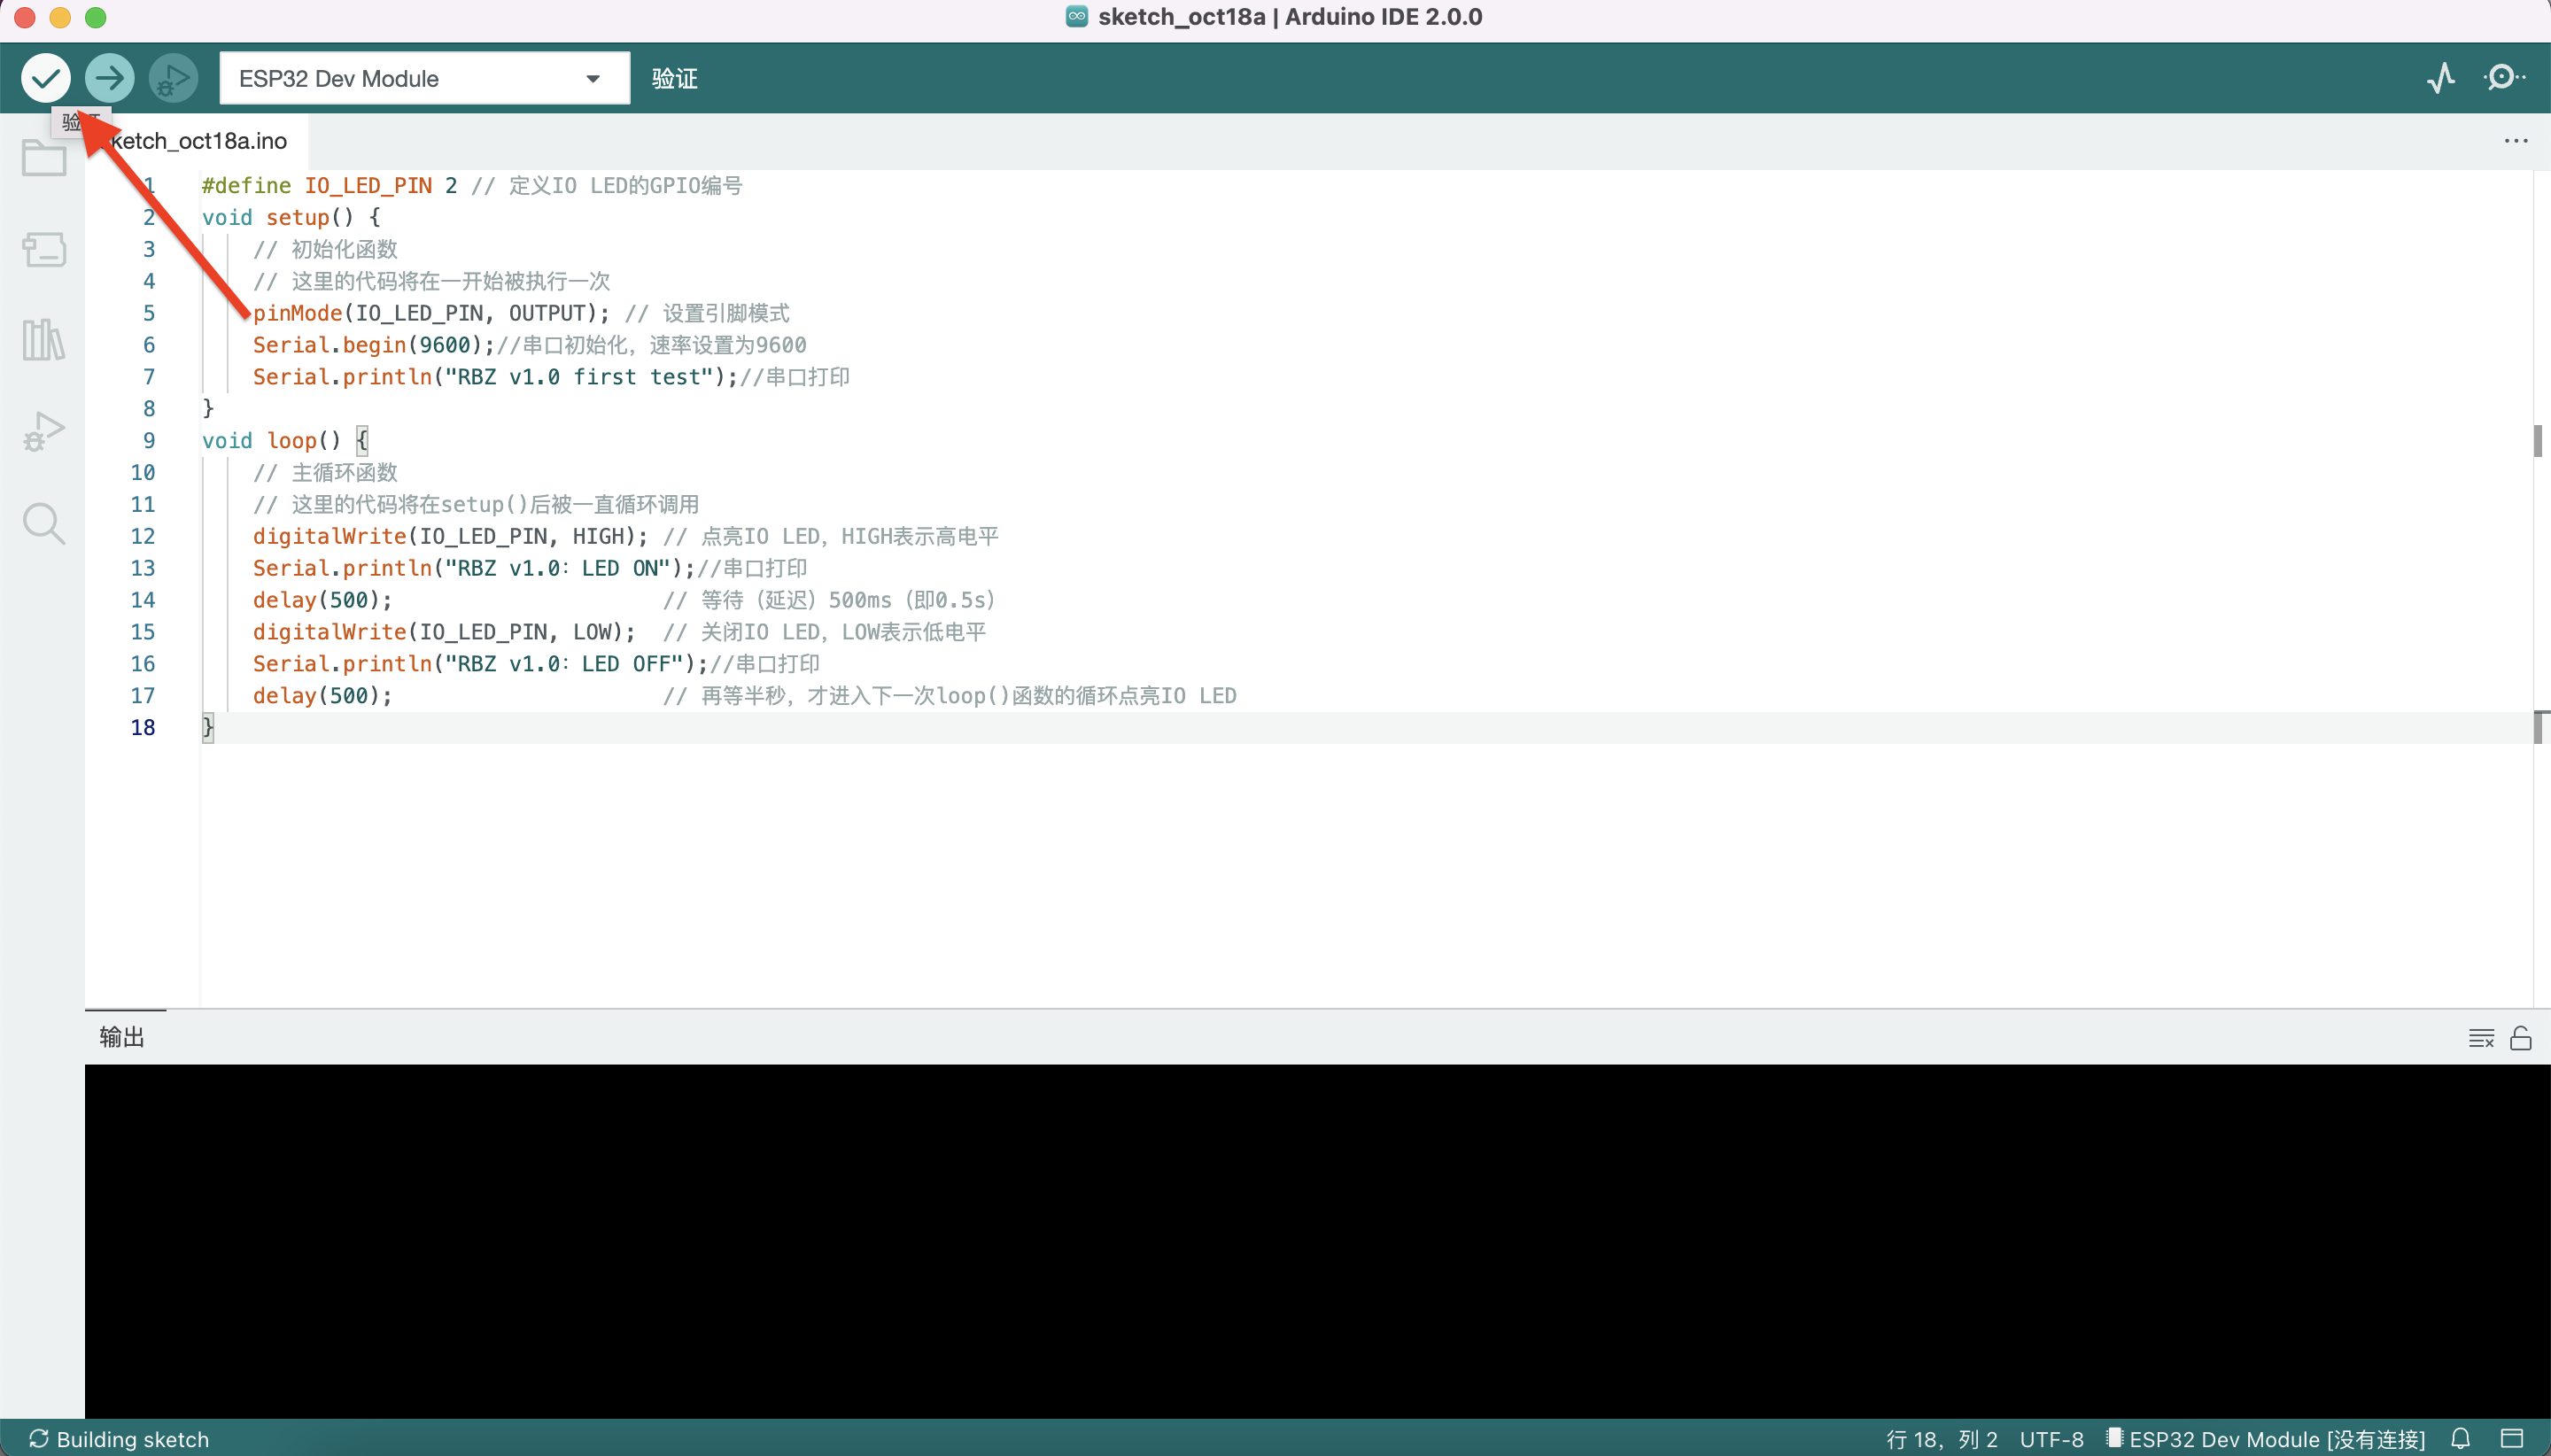 sketch_oct18a | Arduino IDE 2.0.0
ESP32 Dev Module
验证
ketch_oct18a.ino
1 #define IO_LED_PIN 2 // 定义IO LED的GPIO编号
2 void setup() {
3 // 初始化函数
4 // 这里的代码将在一开始被执行一次
5 pinMode(IO_LED_PIN, OUTPUT); // 设置引脚模式
6 Serial.begin(9600);//串口初始化，速率设置为9600
7 Serial.println("RBZ v1.0 first test");//串口打印
8 }
9 void loop() {
10 // 主循环函数
11 // 这里的代码将在setup()后被一直循环调用
12 digitalWrite(IO_LED_PIN, HIGH); // 点亮IO LED，HIGH表示高电平
13 Serial.println("RBZ v1.0：LED ON");//串口打印
14 delay(500); // 等待（延迟）500ms（即0.5s）
15 digitalWrite(IO_LED_PIN, LOW); // 关闭IO LED，LOW表示低电平
16 Serial.println("RBZ v1.0：LED OFF");//串口打印
17 delay(500); // 再等半秒，才进入下一次loop()函数的循环点亮IO LED
18 }
输出
Building sketch
行 18，列 2 UTF-8 ESP32 Dev Module [没有连接]